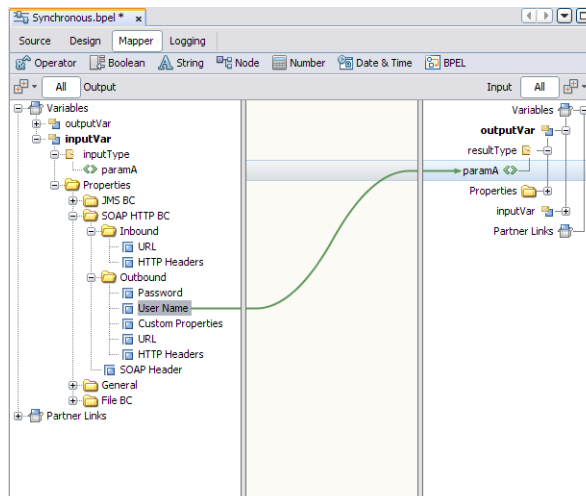 Synchronous.bpel *
Source Design Mapper Logging
Operator Boolean String Node Number Date & Time BPEL
All Output Input All
Variables Variables
outputVar
inputVar outputVar
inputType resultType
paramA paramA
Properties Properties
JMS BC
SOAP HTTP BC inputVar
Inbound Partner Links
URL
HTTP Headers
Outbound
Password
User Name
Custom Properties
URL
HTTP Headers
SOAP Header
General
File BC
Partner Links